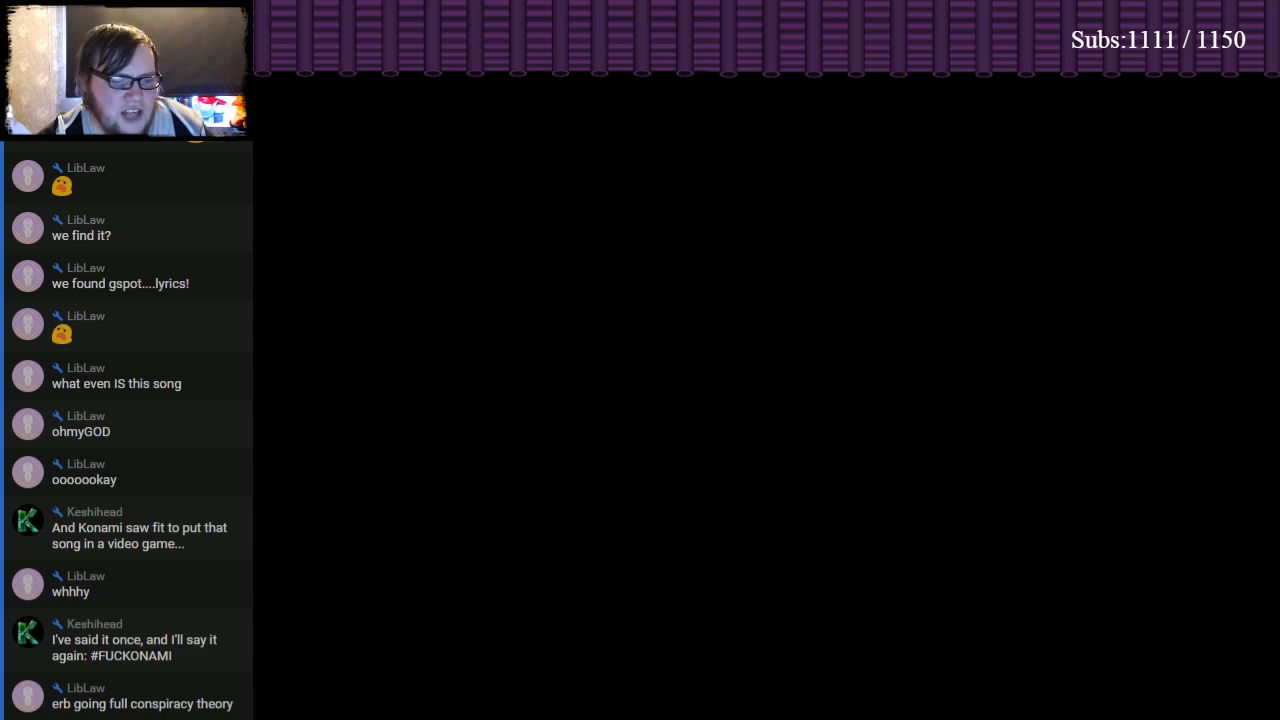 Subs:1111 / 1150
LibLaw
LibLaw
we find it?
LibLaw
we found gspot....lyrics!
LibLaw
LibLaw
what even IS this song
LibLaw
ohmyGOD
LibLaw
ooooookay
Keshihead
And Konami saw fit to put that
song in a video game...
LibLaw
whhhy
Keshihead
I've said it once, and I'll say it
again: #FUCKONAMI
LibLaw
erb going full conspiracy theory